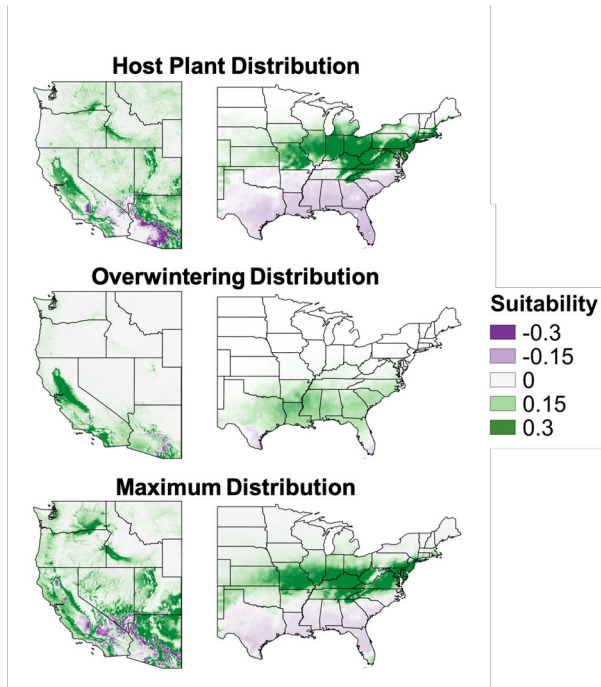 Host Plant Distribution
Overwintering Distribution
Suitability
-0.3
-0.15
0
0.15
0.3
Maximum Distribution